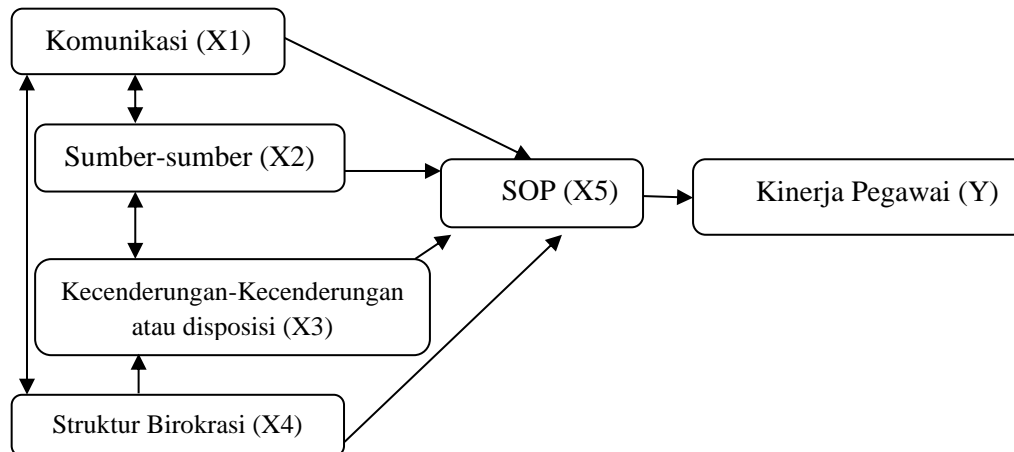 Komunikasi (X1)
Sumber-sumber (X2)
SOP (X5)
Kinerja Pegawai (Y)
Kecenderungan-Kecenderungan
atau disposisi (X3)
Struktur Birokrasi (X4)